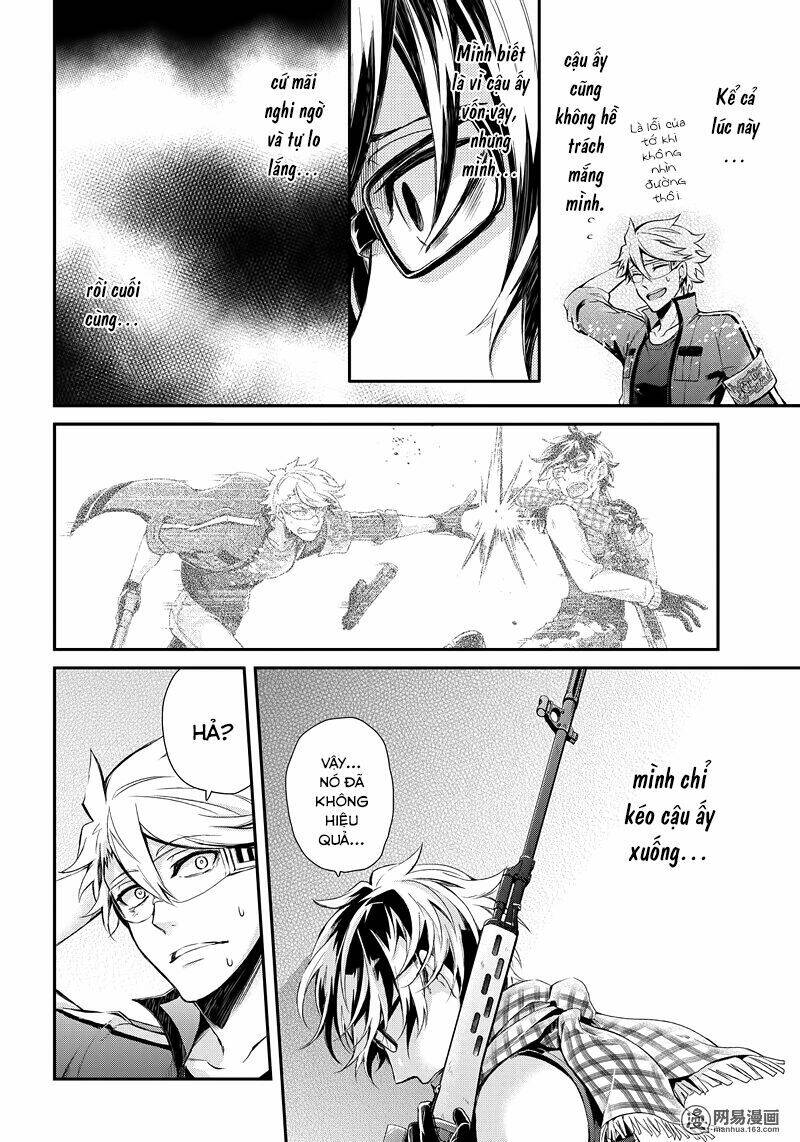 Kể cả
lúc này
...
Là lỗi của
tớ khi
không
nhìn
đường
thôi.
cậu ấy
cũng
không hề
trách
mắng
mình.
Mình biết
là vì cậu ấy
vốn vậy,
nhưng
mình...
cứ mãi
nghi ngờ
và tự lo
lắng...
rồi cuối
cùng...
mình chỉ
kéo cậu ấy
xuống...
VẬY...
NÓ ĐÃ
KHÔNG
HIỆU
QUẢ...
HẢ?
网易漫画
manhua.163.com